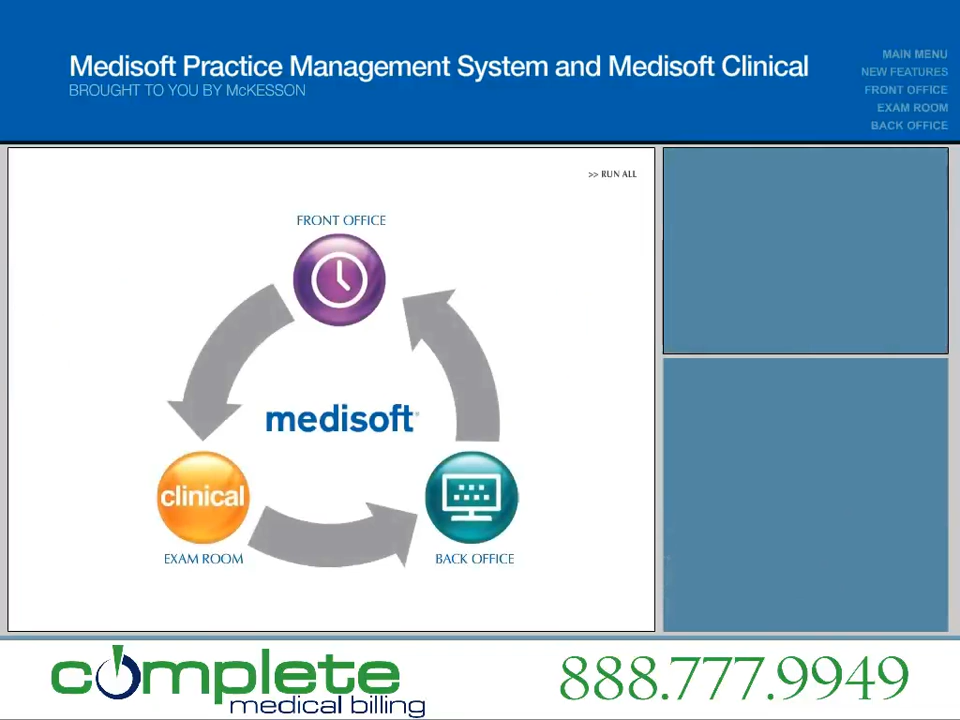 Medisoft Practice Management System and Medisoft Clinical
BROUGHT TO YOU BY McKESSON
MAIN MENU
NEW FEATURES
FRONT OFFICE
EXAM ROOM
BACK OFFICE
>> RUN ALL
FRONT OFFICE
medisoft®
clinical
EXAM ROOM
BACK OFFICE
complete
medical billing
888.777.9949